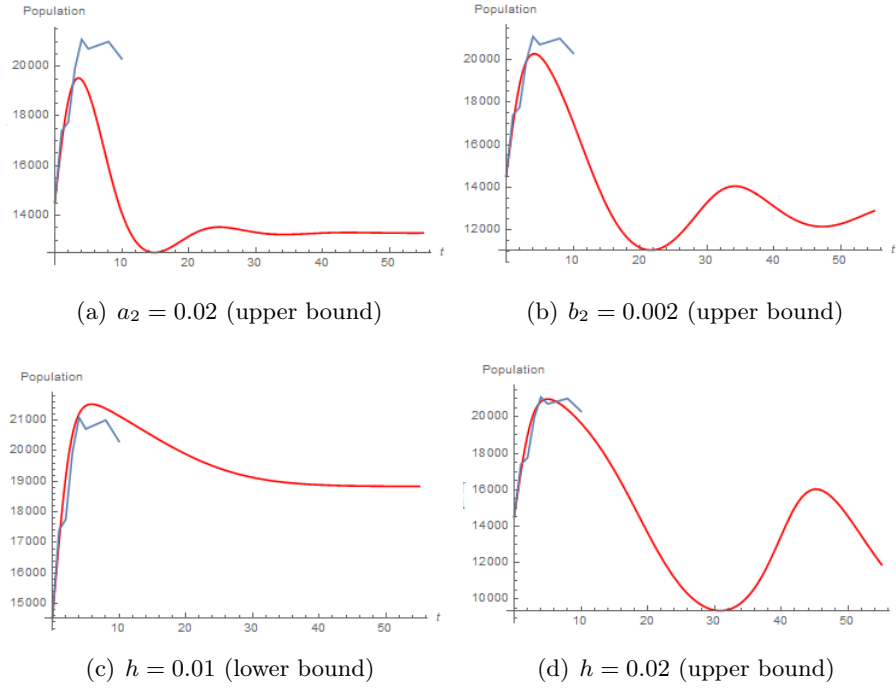 Population
20000
18000
16000
14000
10 20 30 40 50 t
(a) a₂ = 0.02 (upper bound)
Population
20000
18000
16000
14000
12000
10 20 30 40 50 t
(b) b₂ = 0.002 (upper bound)
Population
21000
20000
19000
18000
17000
16000
15000
10 20 30 40 50 t
(c) h = 0.01 (lower bound)
Population
20000
18000
16000
14000
12000
10000
10 20 30 40 50 t
(d) h = 0.02 (upper bound)